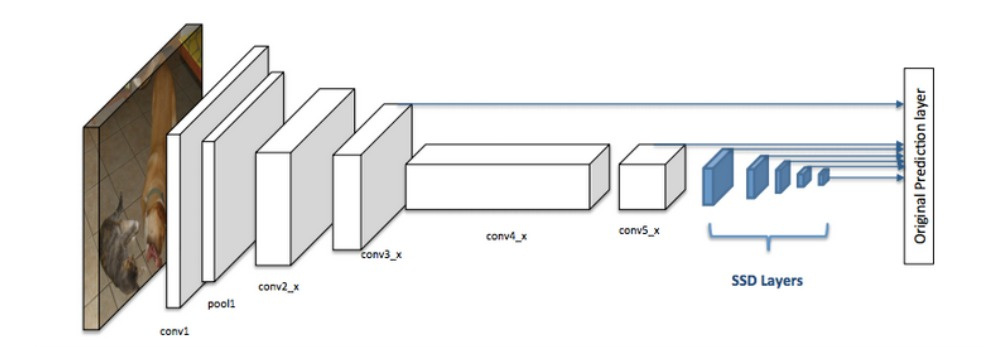 conv1
pool1
conv2_x
conv3_x
conv4_x
conv5_x
SSD Layers
Original Prediction layer